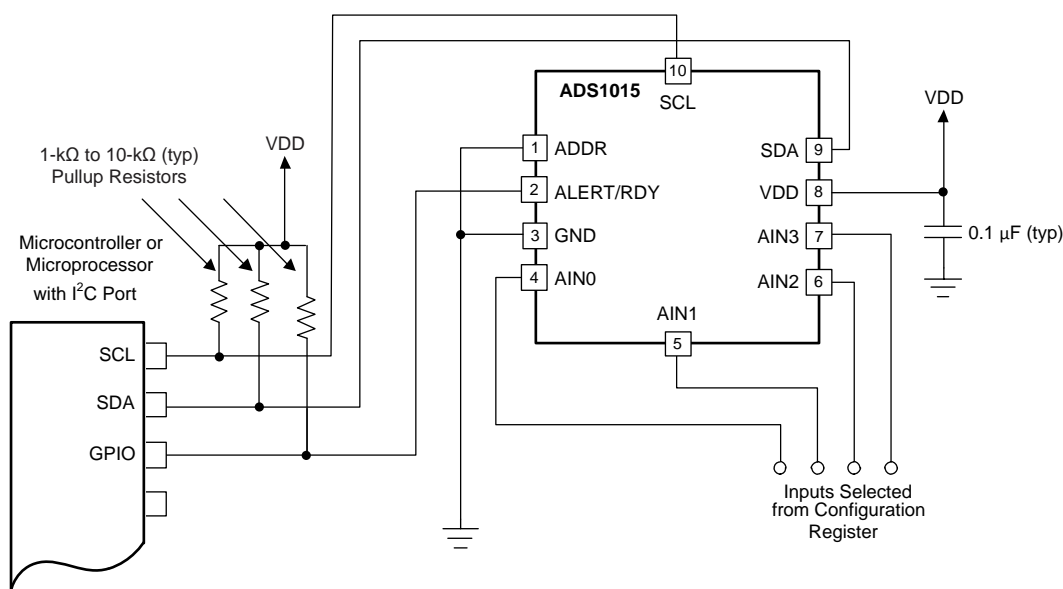 1-kΩ to 10-kΩ (typ)
Pullup Resistors
VDD
Microcontroller or
Microprocessor
with I²C Port
SCL
SDA
GPIO
ADS1015
10
SCL
1
ADDR
2
ALERT/RDY
3
GND
4
AIN0
AIN1
5
SDA
9
VDD
8
AIN3
7
AIN2
6
VDD
0.1 μF (typ)
Inputs Selected
from Configuration
Register